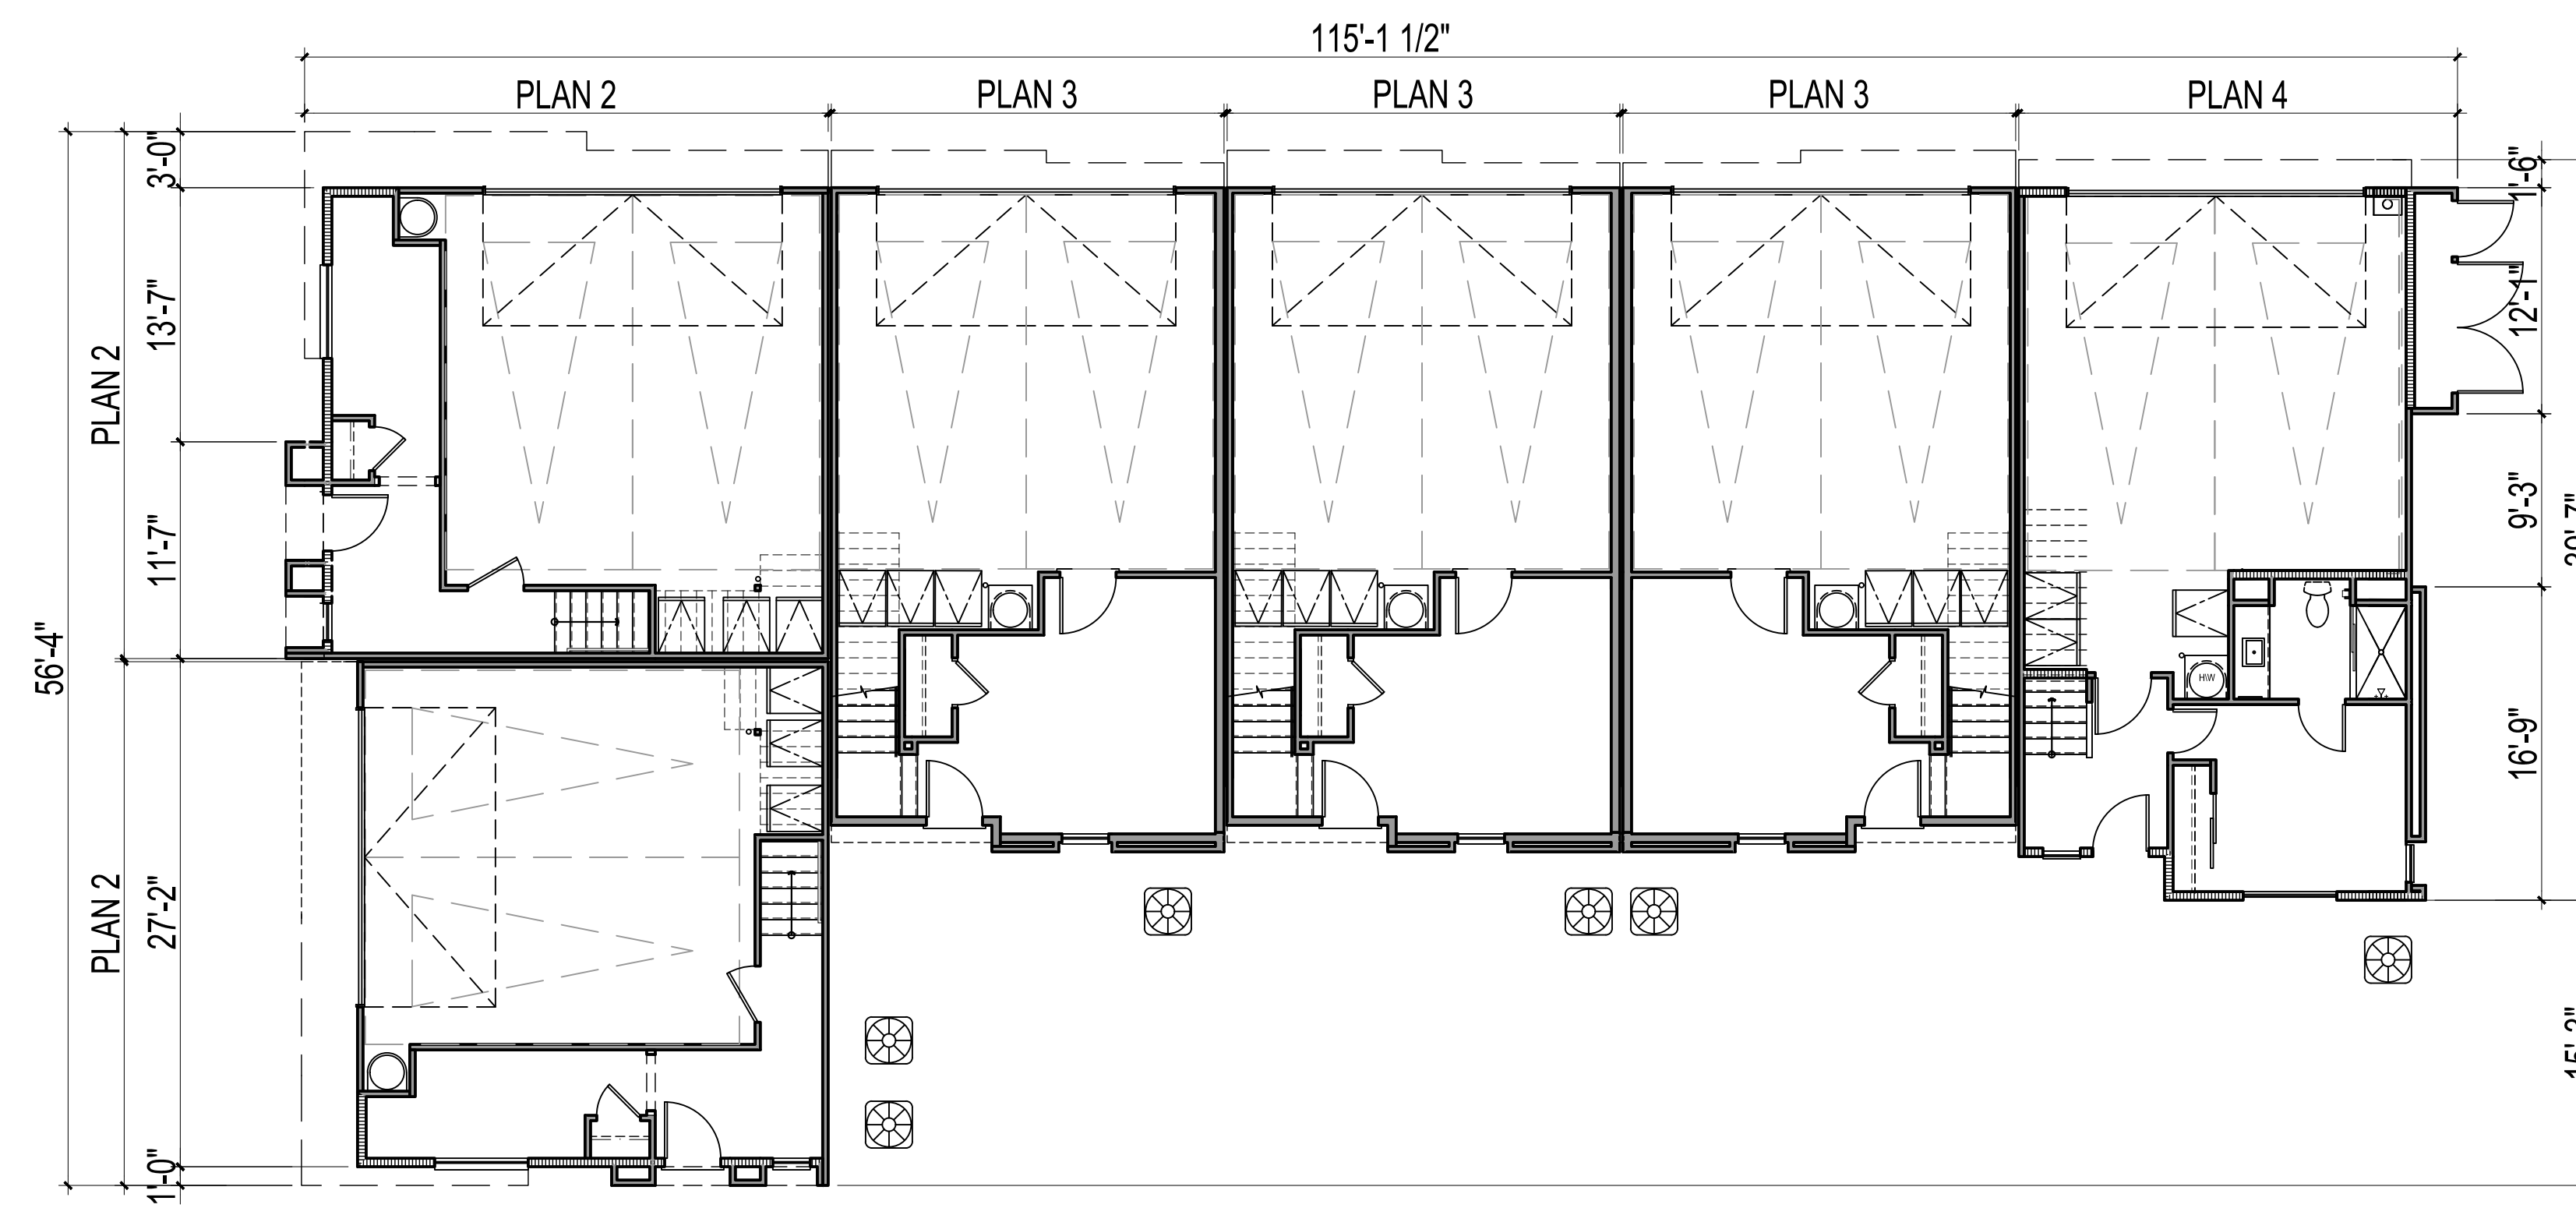 115'-1 1/2"
PLAN 2
PLAN 3
PLAN 3
PLAN 3
PLAN 4
3'-0"
13'-7"
11'-7"
27'-2"
1'-0"
PLAN 2
PLAN 2
56'-4"
1'-6"
12'-1"
9'-3"
16'-9"
H\W